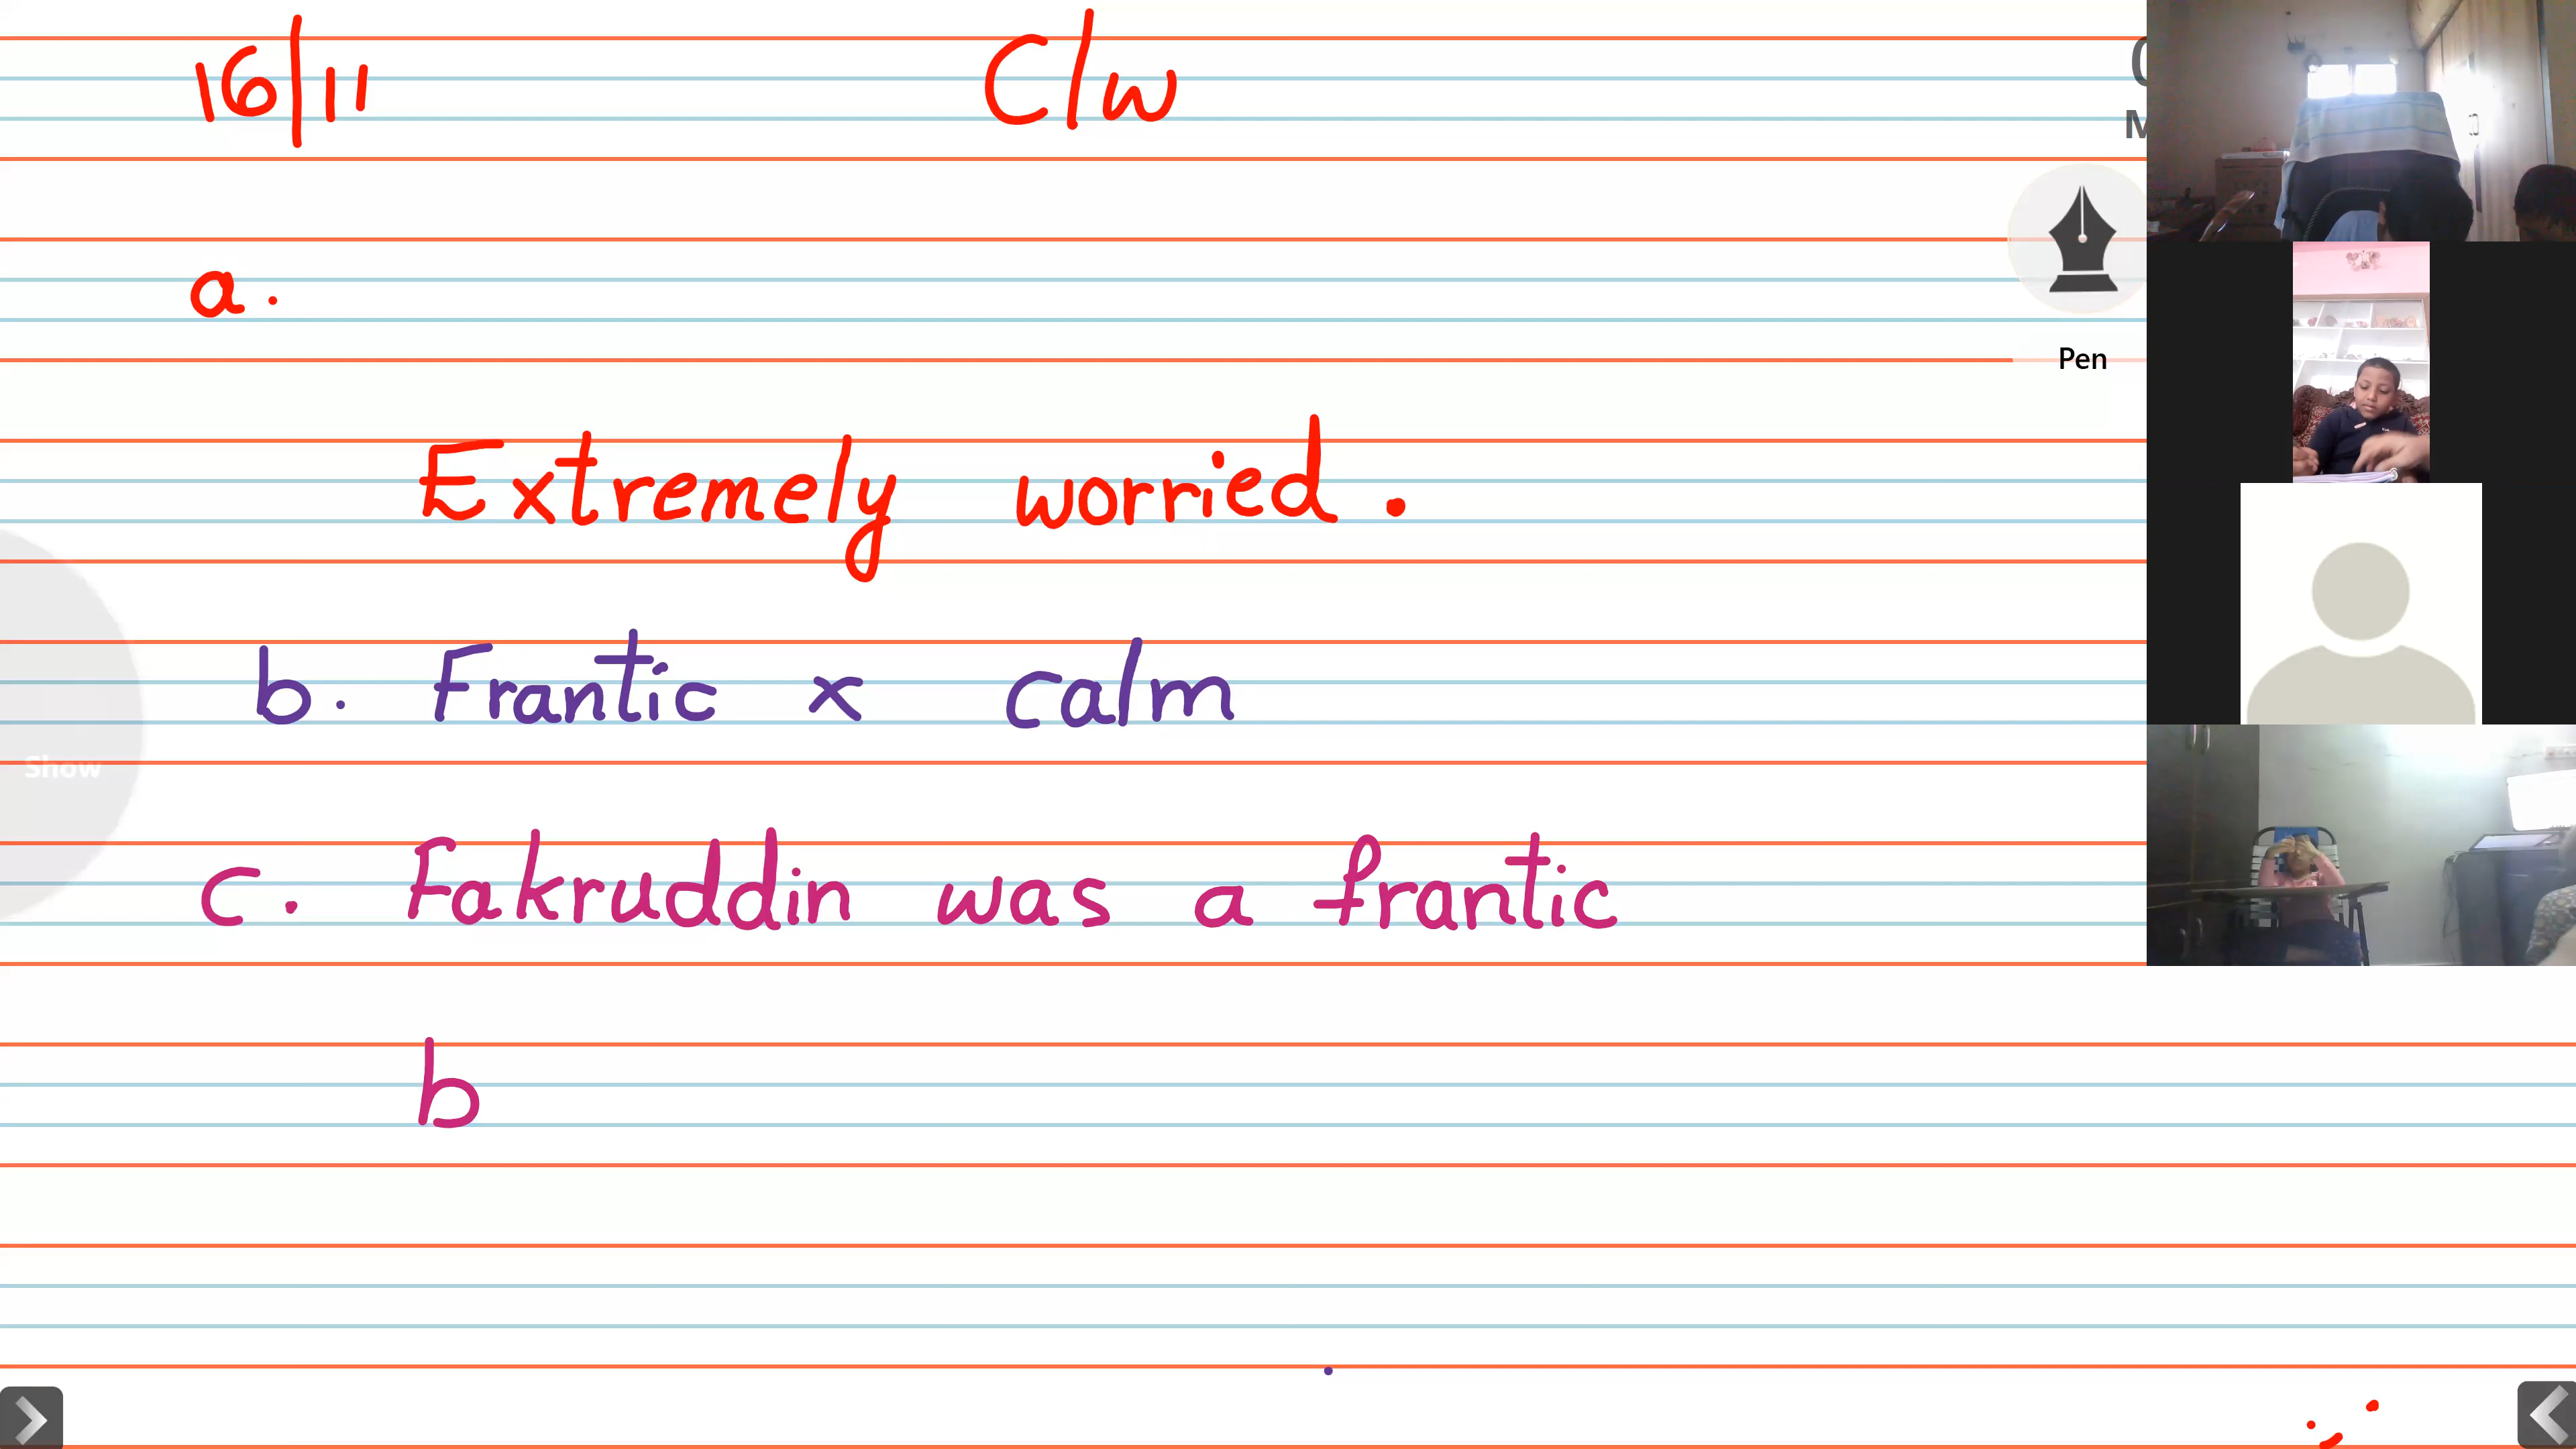 16/11 C/w
a.
Pen
Extremely worried.
b. Frantic x calm
Show
c. Fakruddin was a frantic
b